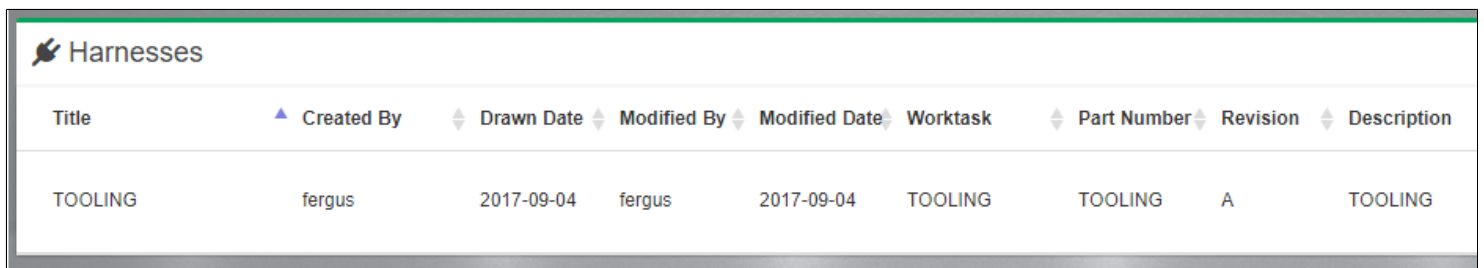 Harnesses
Title Created By Drawn Date Modified By Modified Date Worktask Part Number Revision Description
TOOLING fergus 2017-09-04 fergus 2017-09-04 TOOLING TOOLING A TOOLING